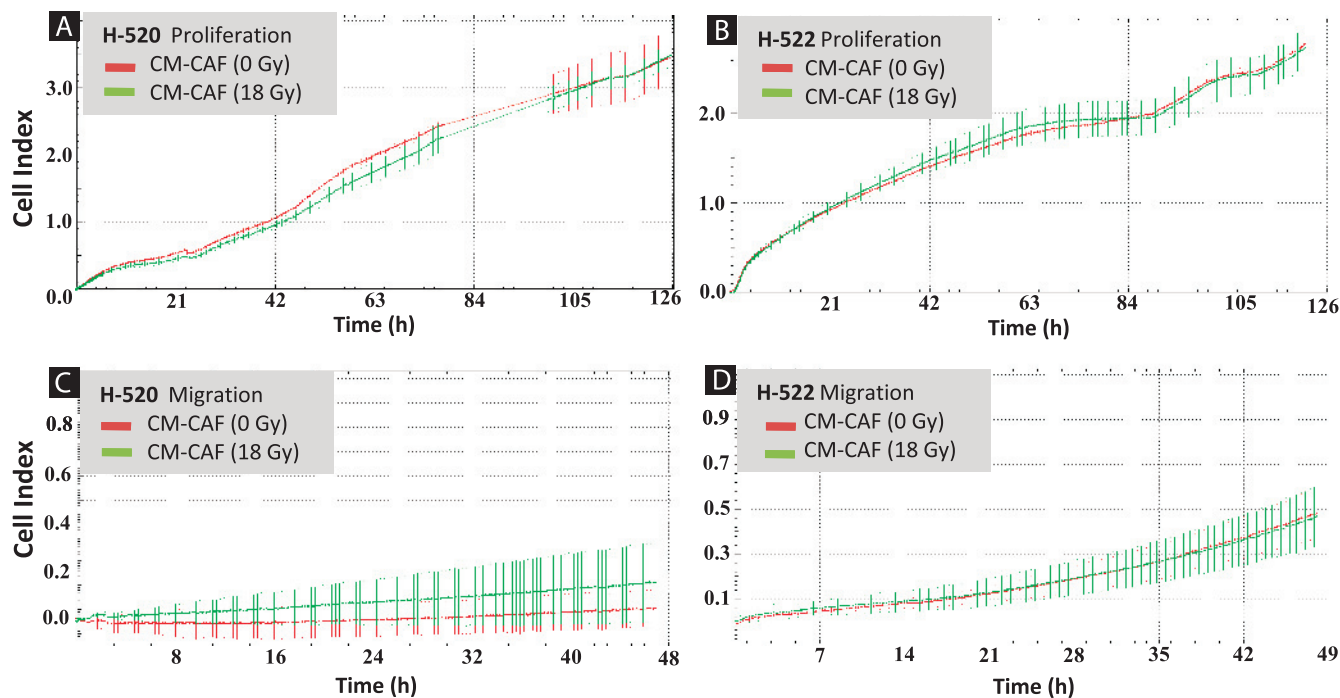 A
H-520 Proliferation
CM-CAF (0 Gy)
CM-CAF (18 Gy)
Cell Index
3.0
2.0
1.0
0.0
21
42
63
84
105
126
Time (h)
B
H-522 Proliferation
CM-CAF (0 Gy)
CM-CAF (18 Gy)
2.0
1.0
0.0
21
42
63
84
105
126
Time (h)
C
H-520 Migration
CM-CAF (0 Gy)
CM-CAF (18 Gy)
Cell Index
0.8
0.6
0.4
0.2
0.0
8
16
24
32
40
48
Time (h)
D
H-522 Migration
CM-CAF (0 Gy)
CM-CAF (18 Gy)
0.9
0.7
0.5
0.3
0.1
7
14
21
28
35
42
49
Time (h)